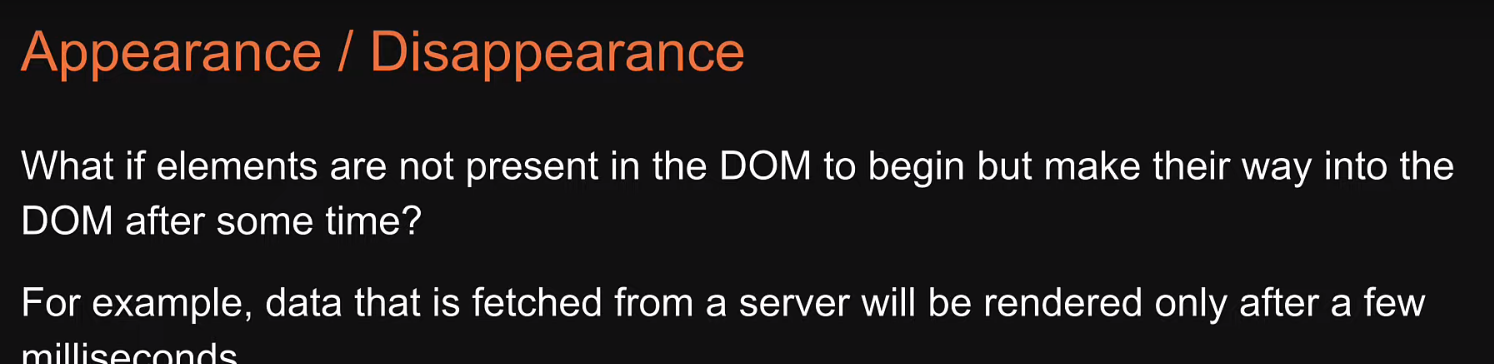 Appearance / Disappearance
What if elements are not present in the DOM to begin but make their way into the
DOM after some time?
For example, data that is fetched from a server will be rendered only after a few
milliseconds.